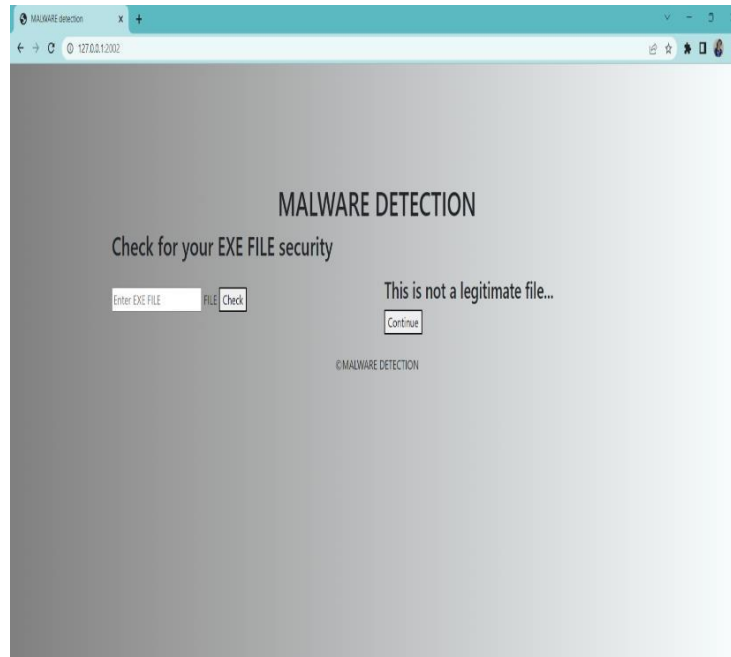 MALWARE detection
127.0.0.1:2002
MALWARE DETECTION
Check for your EXE FILE security
Enter EXE FILE FILE Check
This is not a legitimate file...
Continue
©MALWARE DETECTION